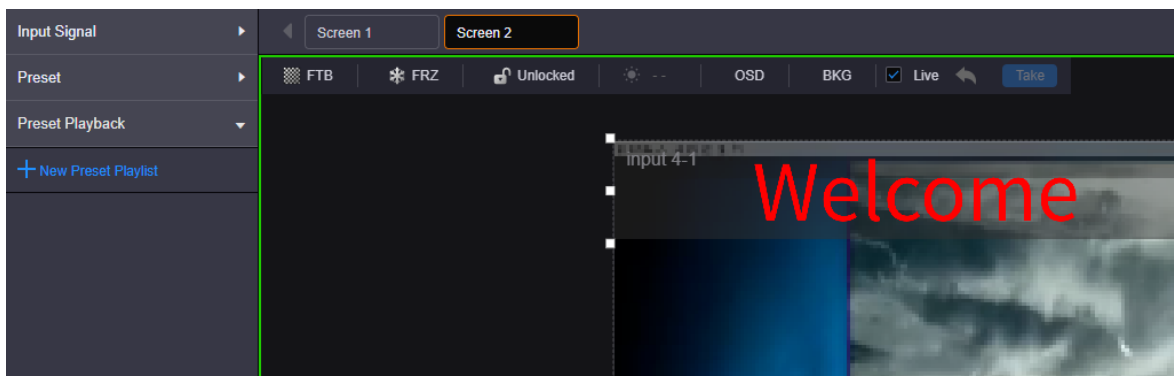 Input Signal
Screen 1
Screen 2
Preset
FTB
FRZ
Unlocked
--
OSD
BKG
Live
Take
Preset Playback
New Preset Playlist
input 4-1
Welcome